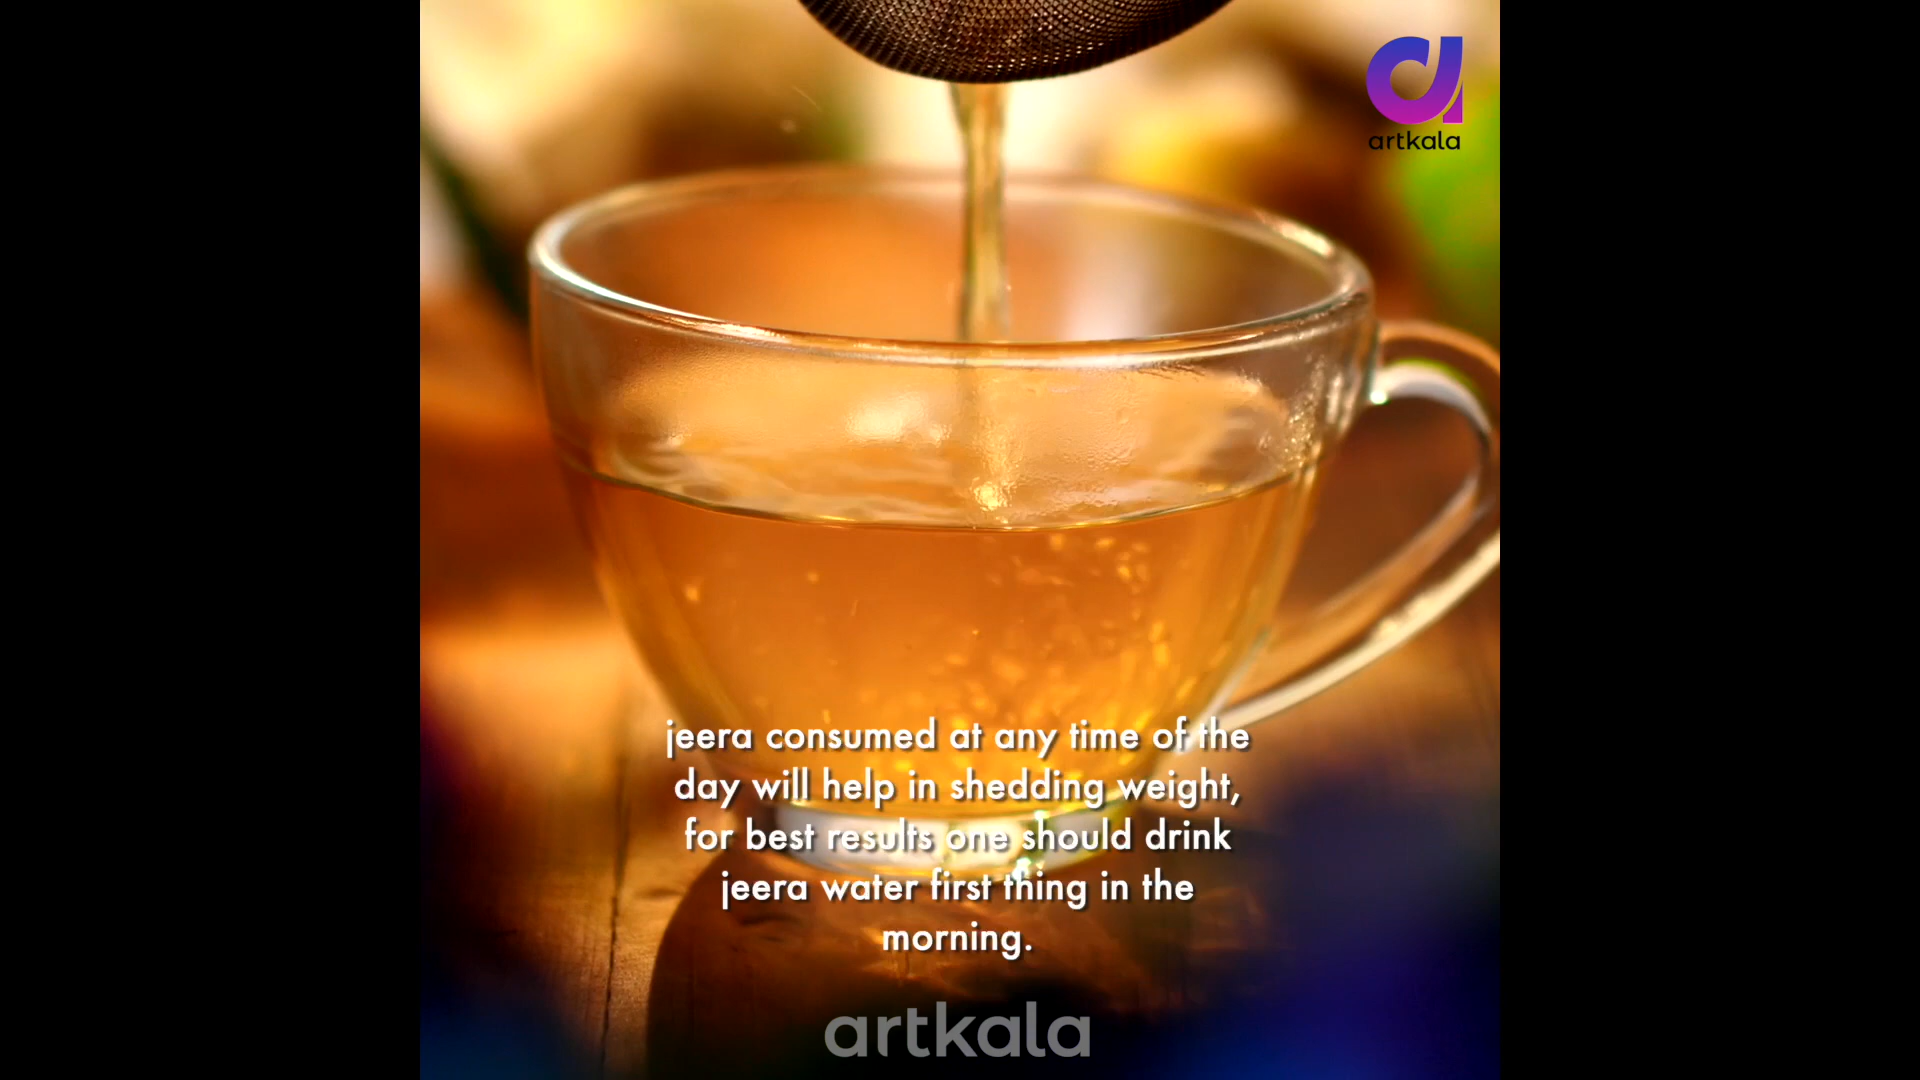 artkala
jeera consumed at any time of the
day will help in shedding weight,
for best results one should drink
jeera water first thing in the
morning.
artkala